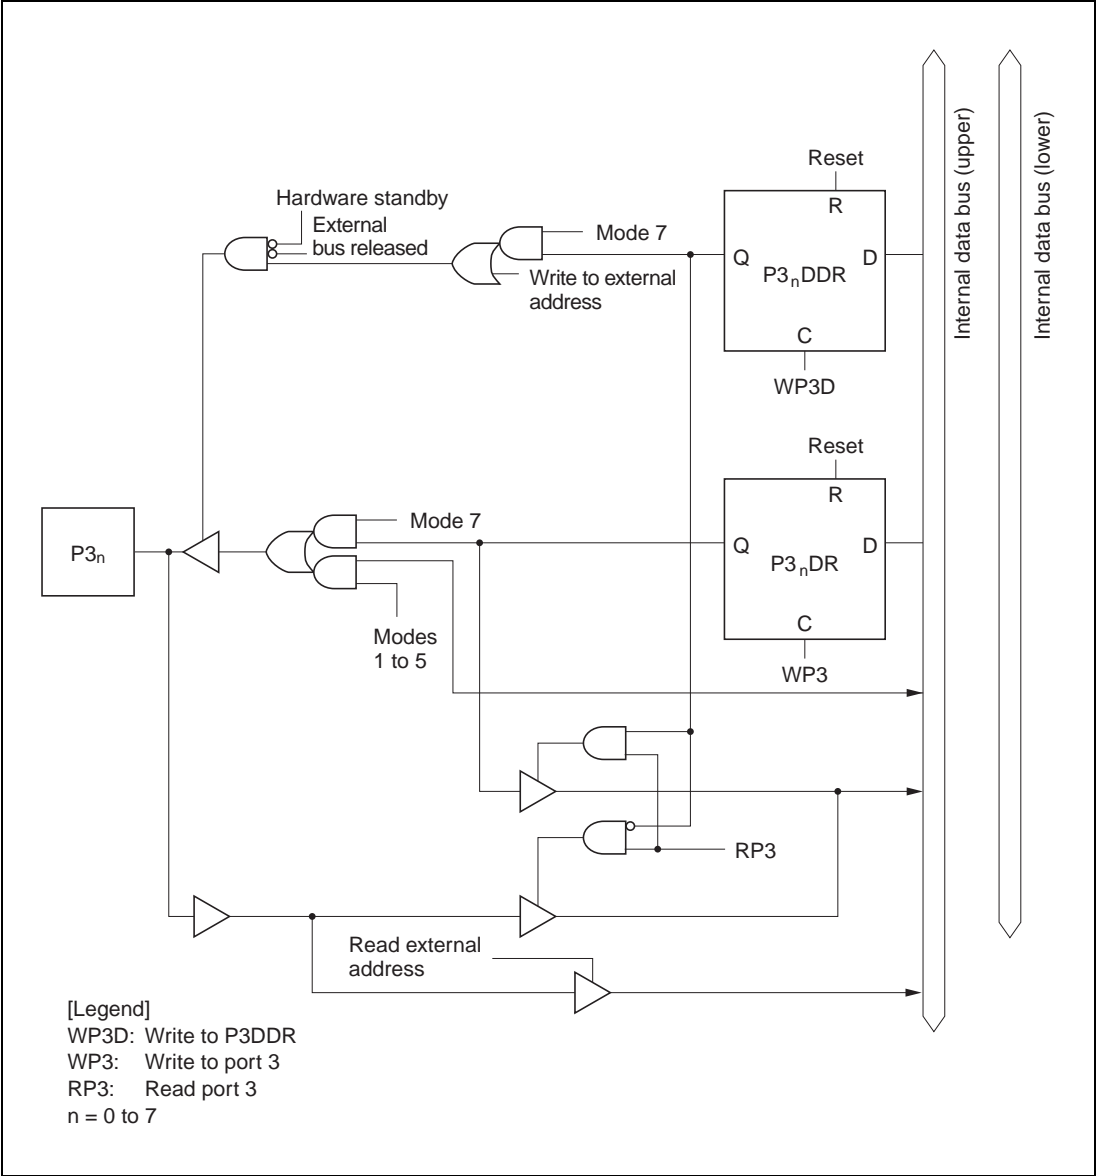 Reset
R
Hardware standby
External
bus released
Mode 7
Write to external
address
Q
D
P3nDDR
C
WP3D
Internal data bus (upper)
Internal data bus (lower)
Reset
R
Mode 7
Q
D
P3nDR
C
WP3
P3n
Modes
1 to 5
RP3
Read external
address
[Legend]
WP3D: Write to P3DDR
WP3: Write to port 3
RP3: Read port 3
n = 0 to 7